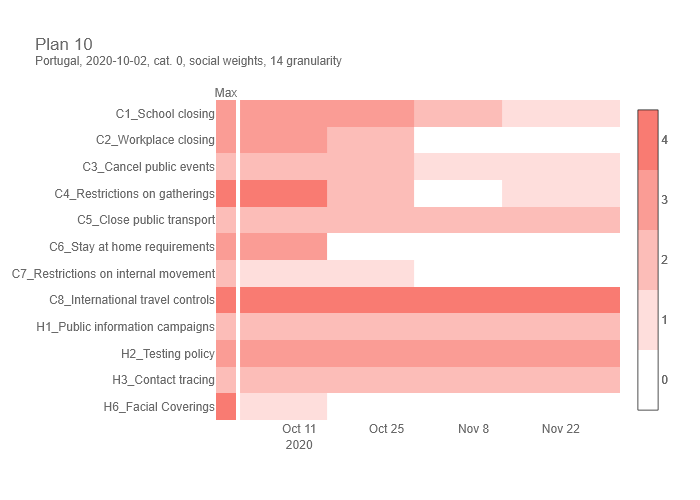 Plan 10
Portugal, 2020-10-02, cat. 0, social weights, 14 granularity
Max
C1_School closing
C2_Workplace closing
C3_Cancel public events
C4_Restrictions on gatherings
C5_Close public transport
C6_Stay at home requirements
C7_Restrictions on internal movement
C8_International travel controls
H1_Public information campaigns
H2_Testing policy
H3_Contact tracing
H6_Facial Coverings
Oct 11
2020
Oct 25
Nov 8
Nov 22
4
3
2
1
0